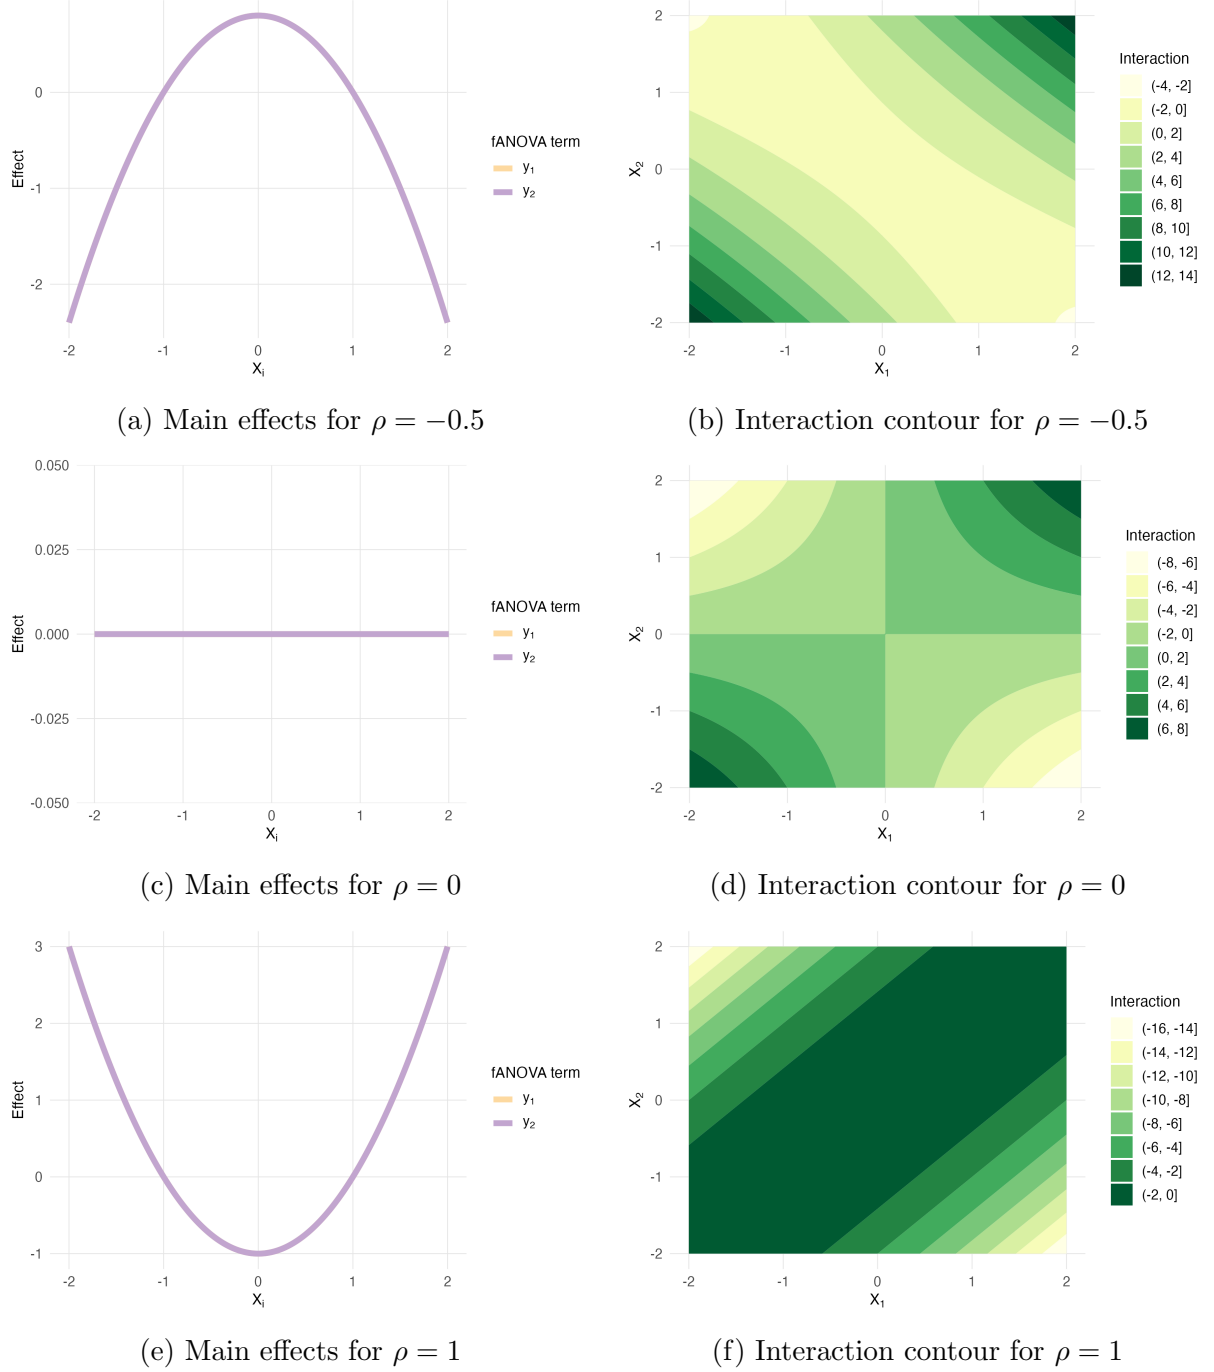 0
-1
-2
Effect
-2
-1
0
1
2
Xᵢ
fANOVA term
y₁
y₂
2
1
0
-1
-2
X₂
-2
-1
0
1
2
X₁
Interaction
(-4, -2]
(-2, 0]
(0, 2]
(2, 4]
(4, 6]
(6, 8]
(8, 10]
(10, 12]
(12, 14]
(a) Main effects for ρ = −0.5
(b) Interaction contour for ρ = −0.5
0.050
0.025
0.000
-0.025
-0.050
Effect
-2
-1
0
1
2
Xᵢ
fANOVA term
y₁
y₂
2
1
0
-1
-2
X₂
-2
-1
0
1
2
X₁
Interaction
(-8, -6]
(-6, -4]
(-4, -2]
(-2, 0]
(0, 2]
(2, 4]
(4, 6]
(6, 8]
(c) Main effects for ρ = 0
(d) Interaction contour for ρ = 0
3
2
1
0
-1
Effect
-2
-1
0
1
2
Xᵢ
fANOVA term
y₁
y₂
2
1
0
-1
-2
X₂
-2
-1
0
1
2
X₁
Interaction
(-16, -14]
(-14, -12]
(-12, -10]
(-10, -8]
(-8, -6]
(-6, -4]
(-4, -2]
(-2, 0]
(e) Main effects for ρ = 1
(f) Interaction contour for ρ = 1